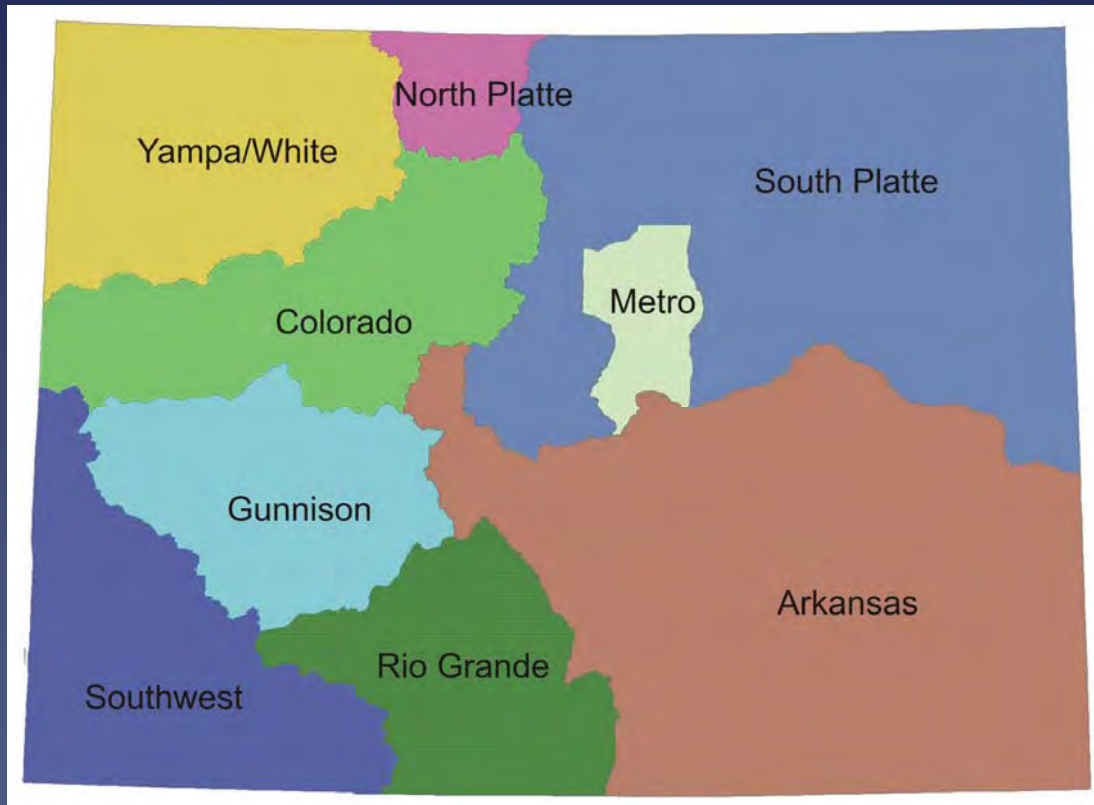 North Platte
Yampa/White
South Platte
Metro
Colorado
Gunnison
Arkansas
Rio Grande
Southwest